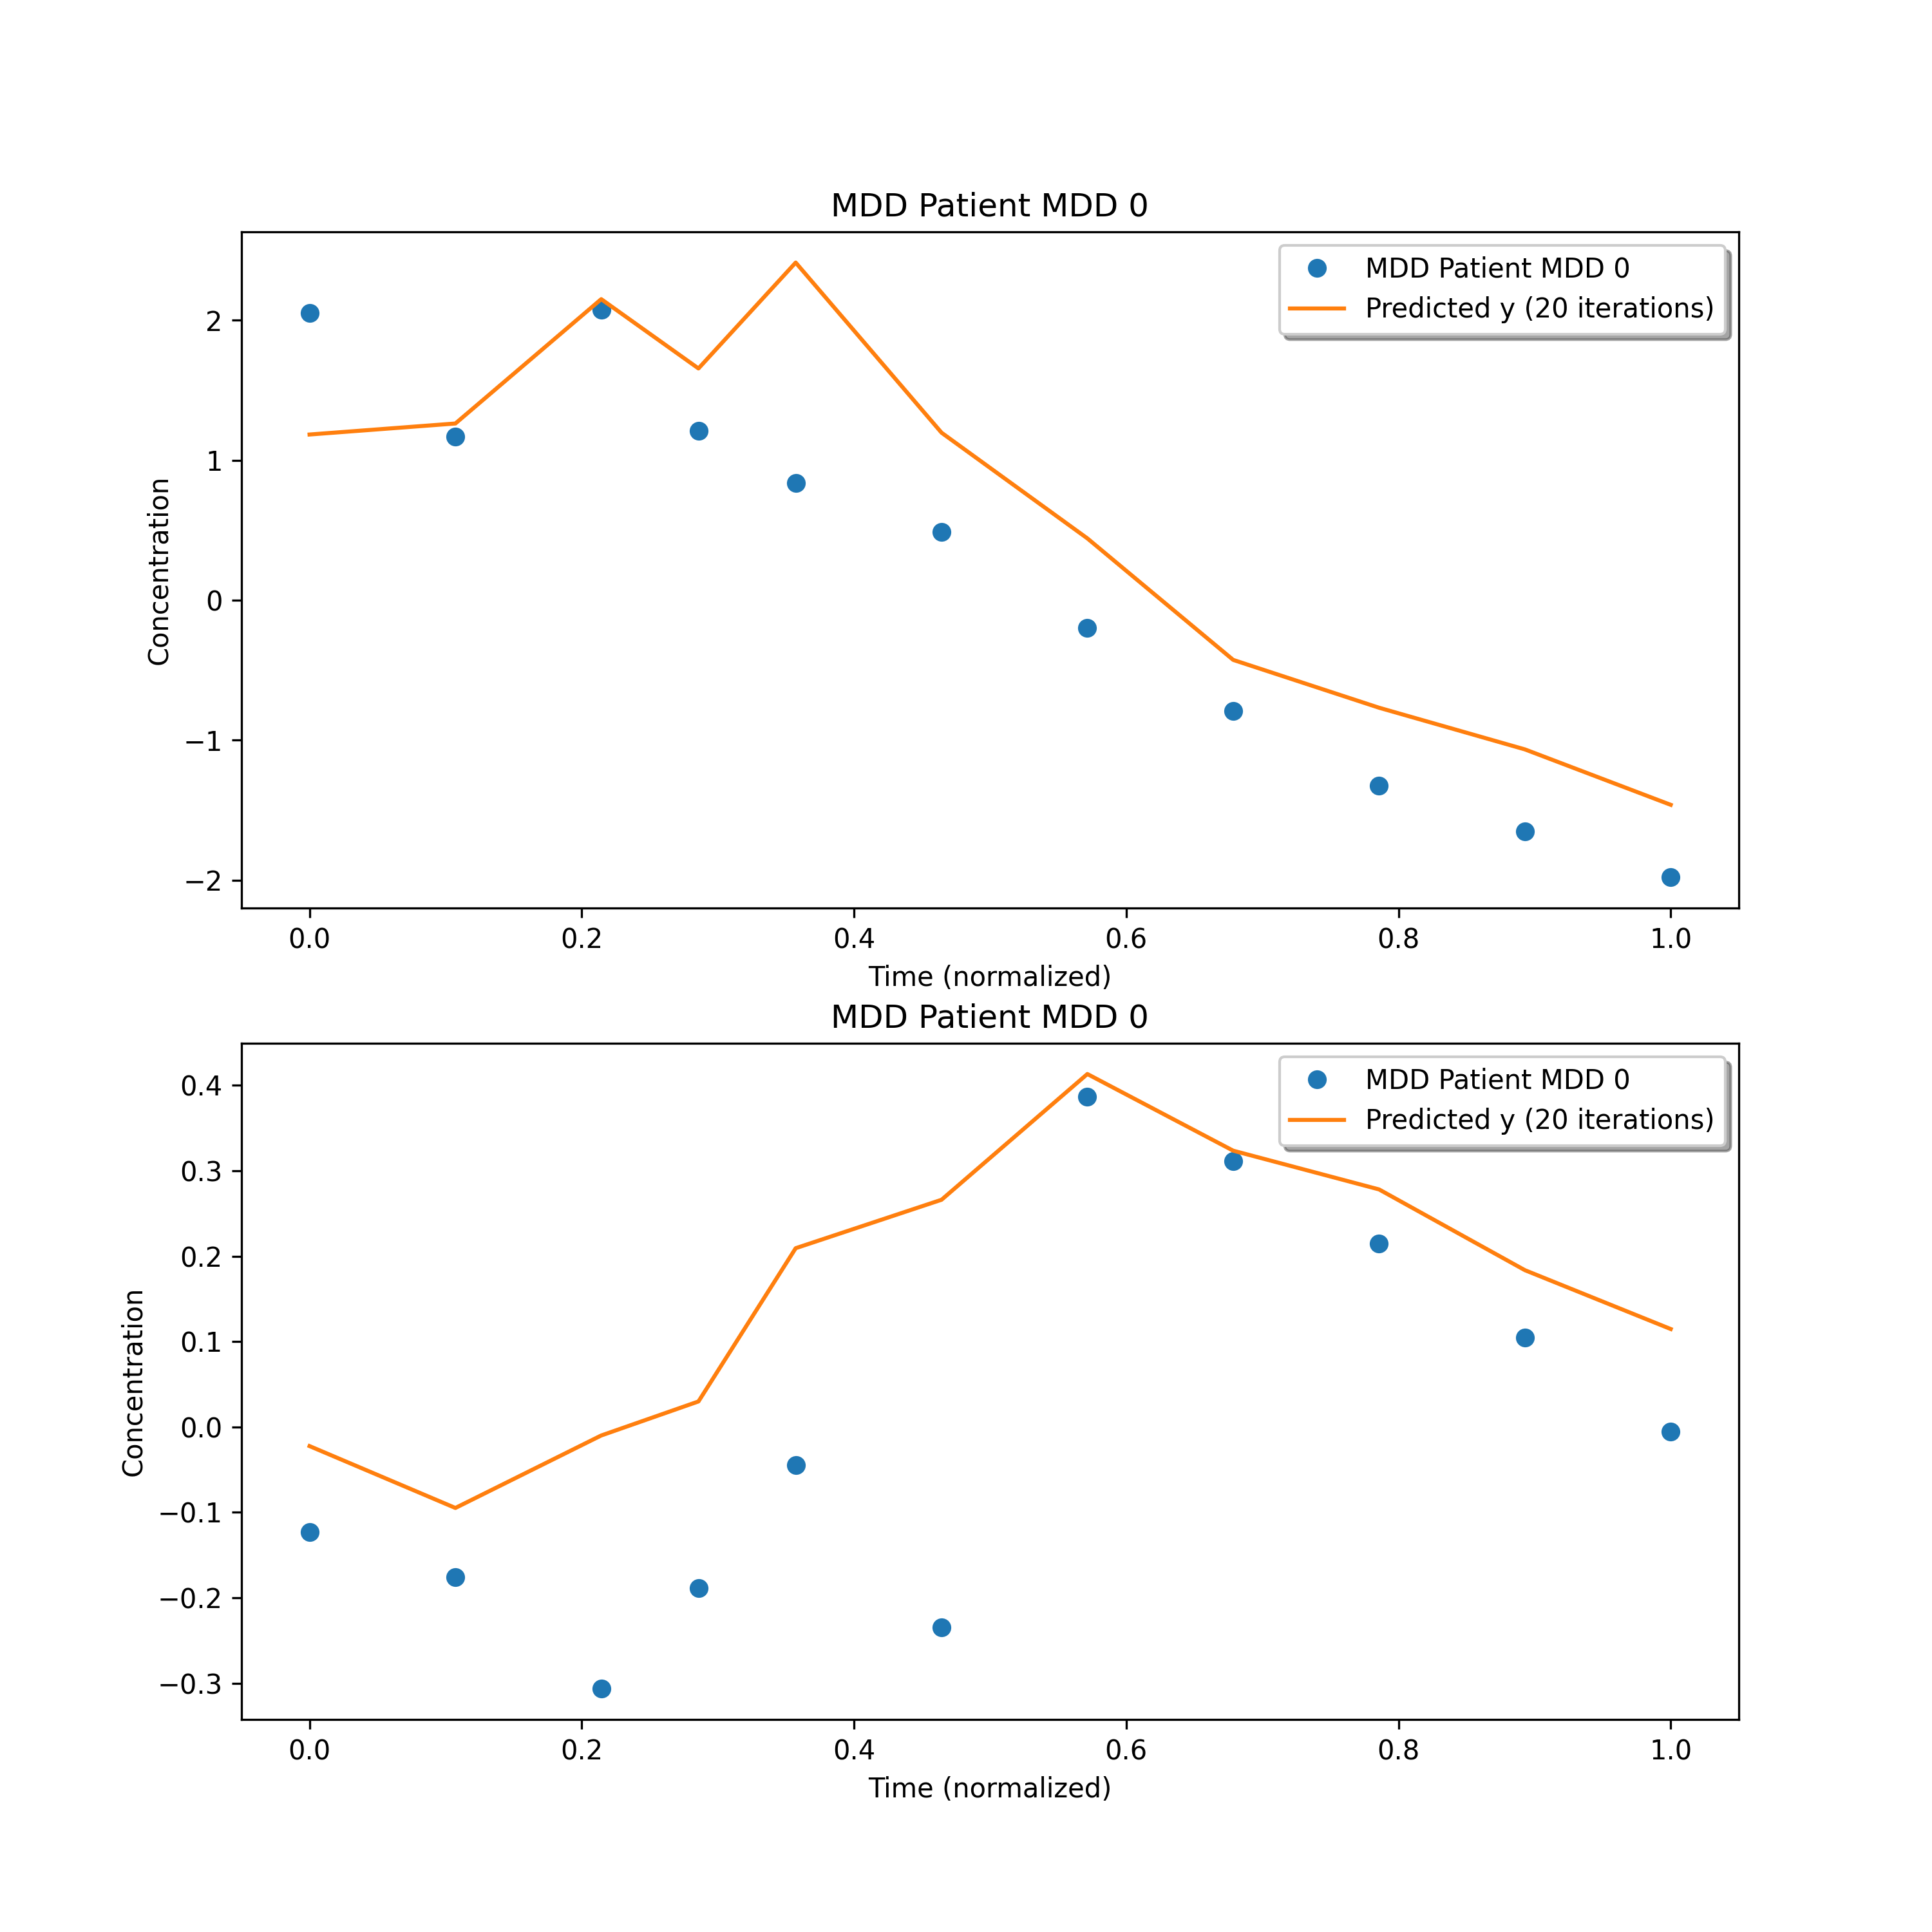 MDD Patient MDD 0
MDD Patient MDD 0
Predicted y (20 iterations)
2
1
0
−1
−2
Concentration
0.0 0.2 0.4 0.6 0.8 1.0
Time (normalized)
MDD Patient MDD 0
MDD Patient MDD 0
Predicted y (20 iterations)
0.4
0.3
0.2
0.1
0.0
−0.1
−0.2
−0.3
Concentration
0.0 0.2 0.4 0.6 0.8 1.0
Time (normalized)